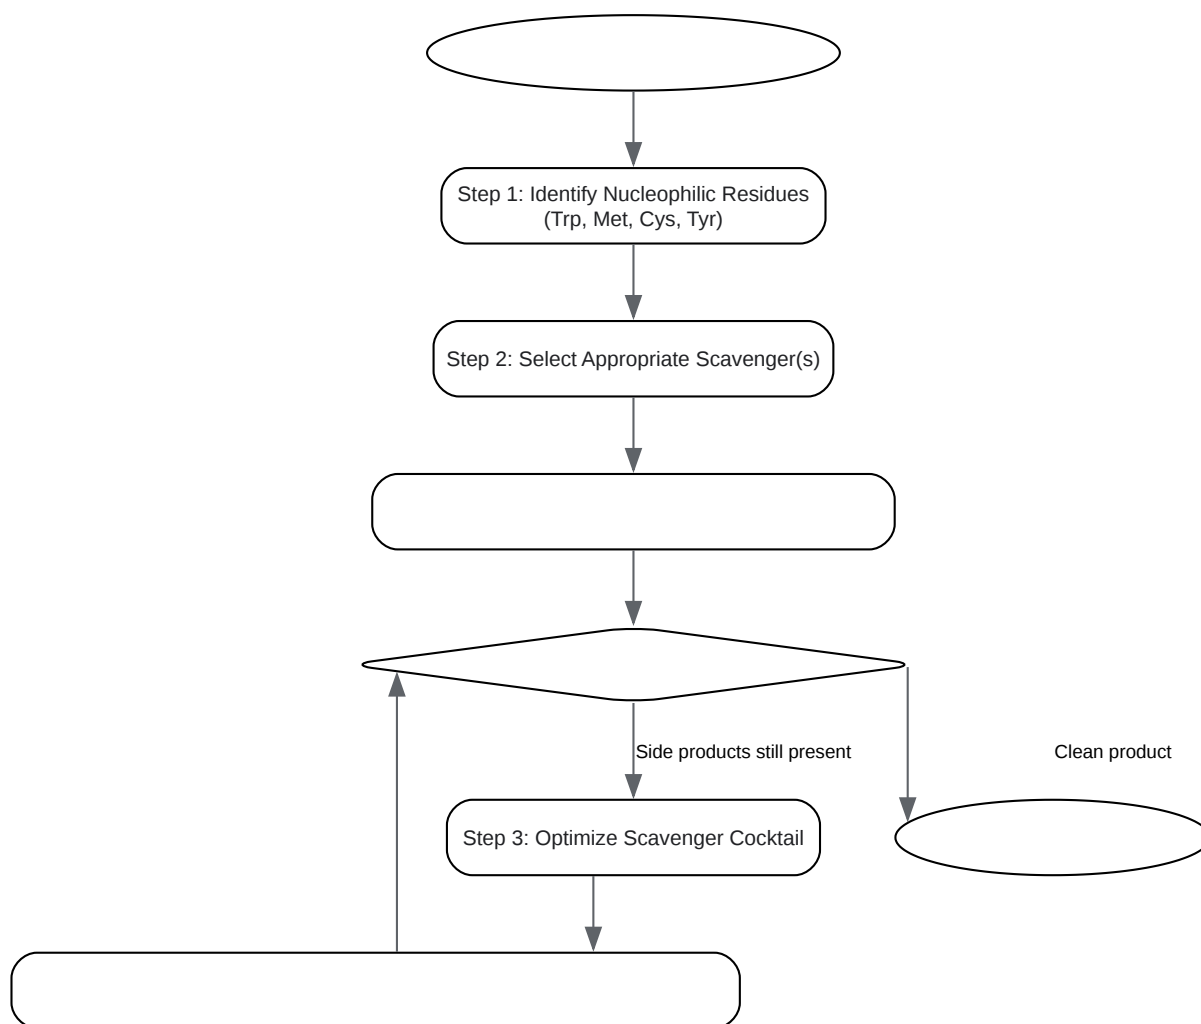 Step 1: Identify Nucleophilic Residues
(Trp, Met, Cys, Tyr)
Step 2: Select Appropriate Scavenger(s)
Side products still present
Clean product
Step 3: Optimize Scavenger Cocktail